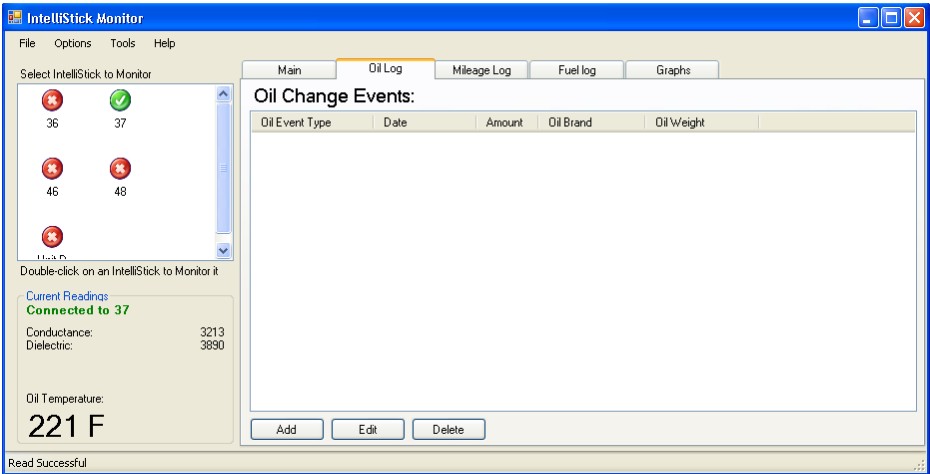 IntelliStick Monitor
File Options Tools Help
Select IntelliStick to Monitor
36 37
46 48
Double-click on an IntelliStick to Monitor it
Current Readings
Connected to 37
Conductance: 3213
Dielectric: 3890
Oil Temperature:
221 F
Main Oil Log Mileage Log Fuel log Graphs
Oil Change Events:
Oil Event Type Date Amount Oil Brand Oil Weight
Add Edit Delete
Read Successful